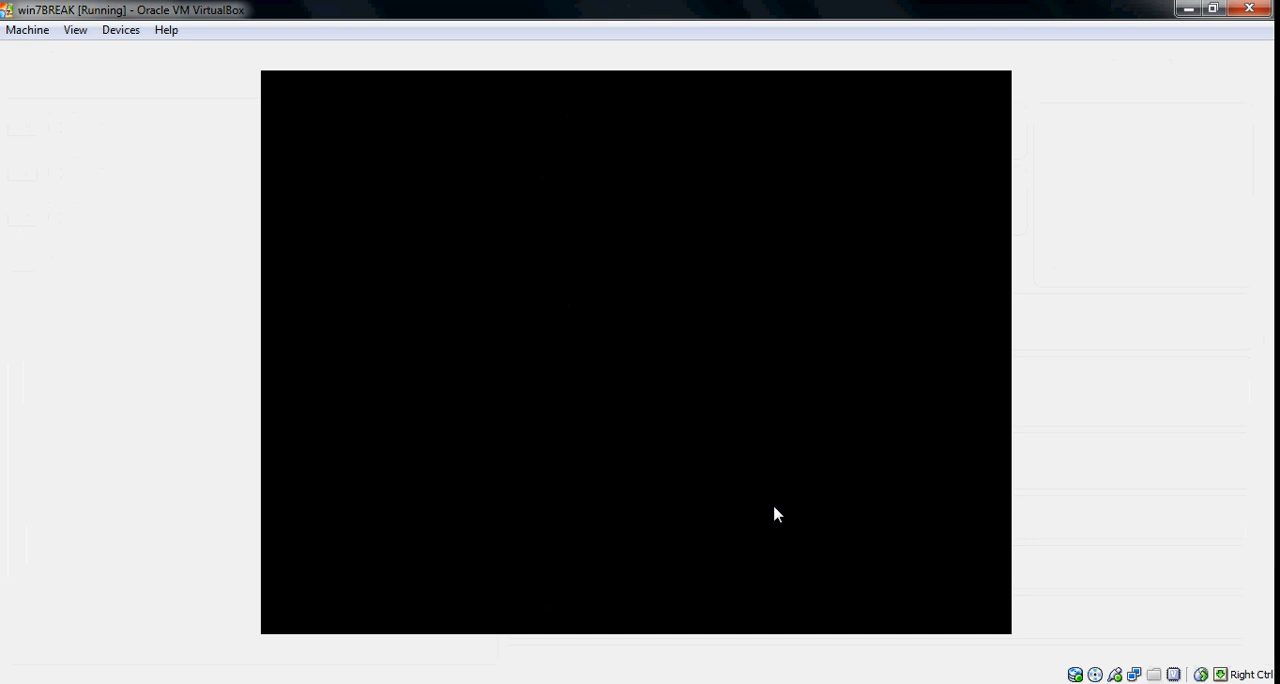 win7BREAK [Running] - Oracle VM VirtualBox
Machine View Devices Help
Right Ctrl